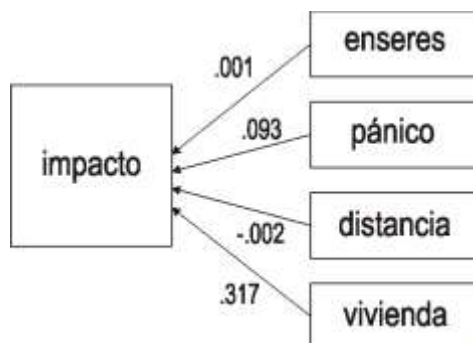 enseres
.001
pánico
.093
impacto
distancia
-.002
vivienda
.317